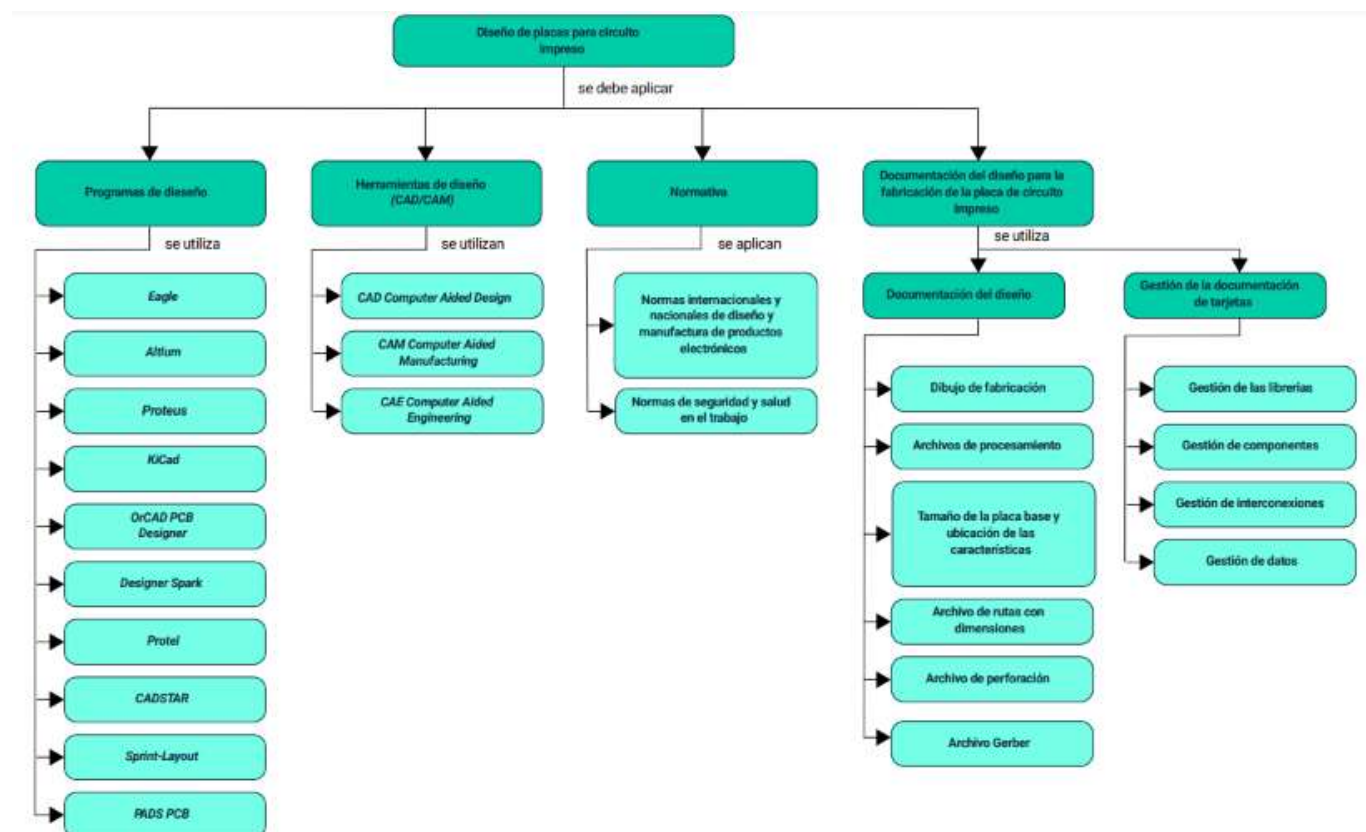 Diseño de placas para circuito
impreso
se debe aplicar
Programas de dieseño
Herramientas de diseño
(CAD/CAM)
Normativa
Documentación del diseño para la
fabricación de la placa de circuito
impreso
se utiliza
se utilizan
se aplican
se utiliza
Eagle
Altium
Proteus
KiCad
OrCAD PCB
Designer
Designer Spark
Protel
CADSTAR
Sprint-Layout
PADS PCB
CAD Computer Aided Design
CAM Computer Aided
Manufacturing
CAE Computer Aided
Engineering
Normas internacionales y
nacionales de diseño y
manufactura de productos
electrónicos
Normas de seguridad y salud
en el trabajo
Documentación del diseño
Dibujo de fabricación
Archivos de procesamiento
Tamaño de la placa base y
ubicación de las
características
Archivo de rutas con
dimensiones
Archivo de perforación
Archivo Gerber
Gestión de la documentación
de tarjetas
Gestión de las librerias
Gestión de componentes
Gestión de interconexiones
Gestión de datos